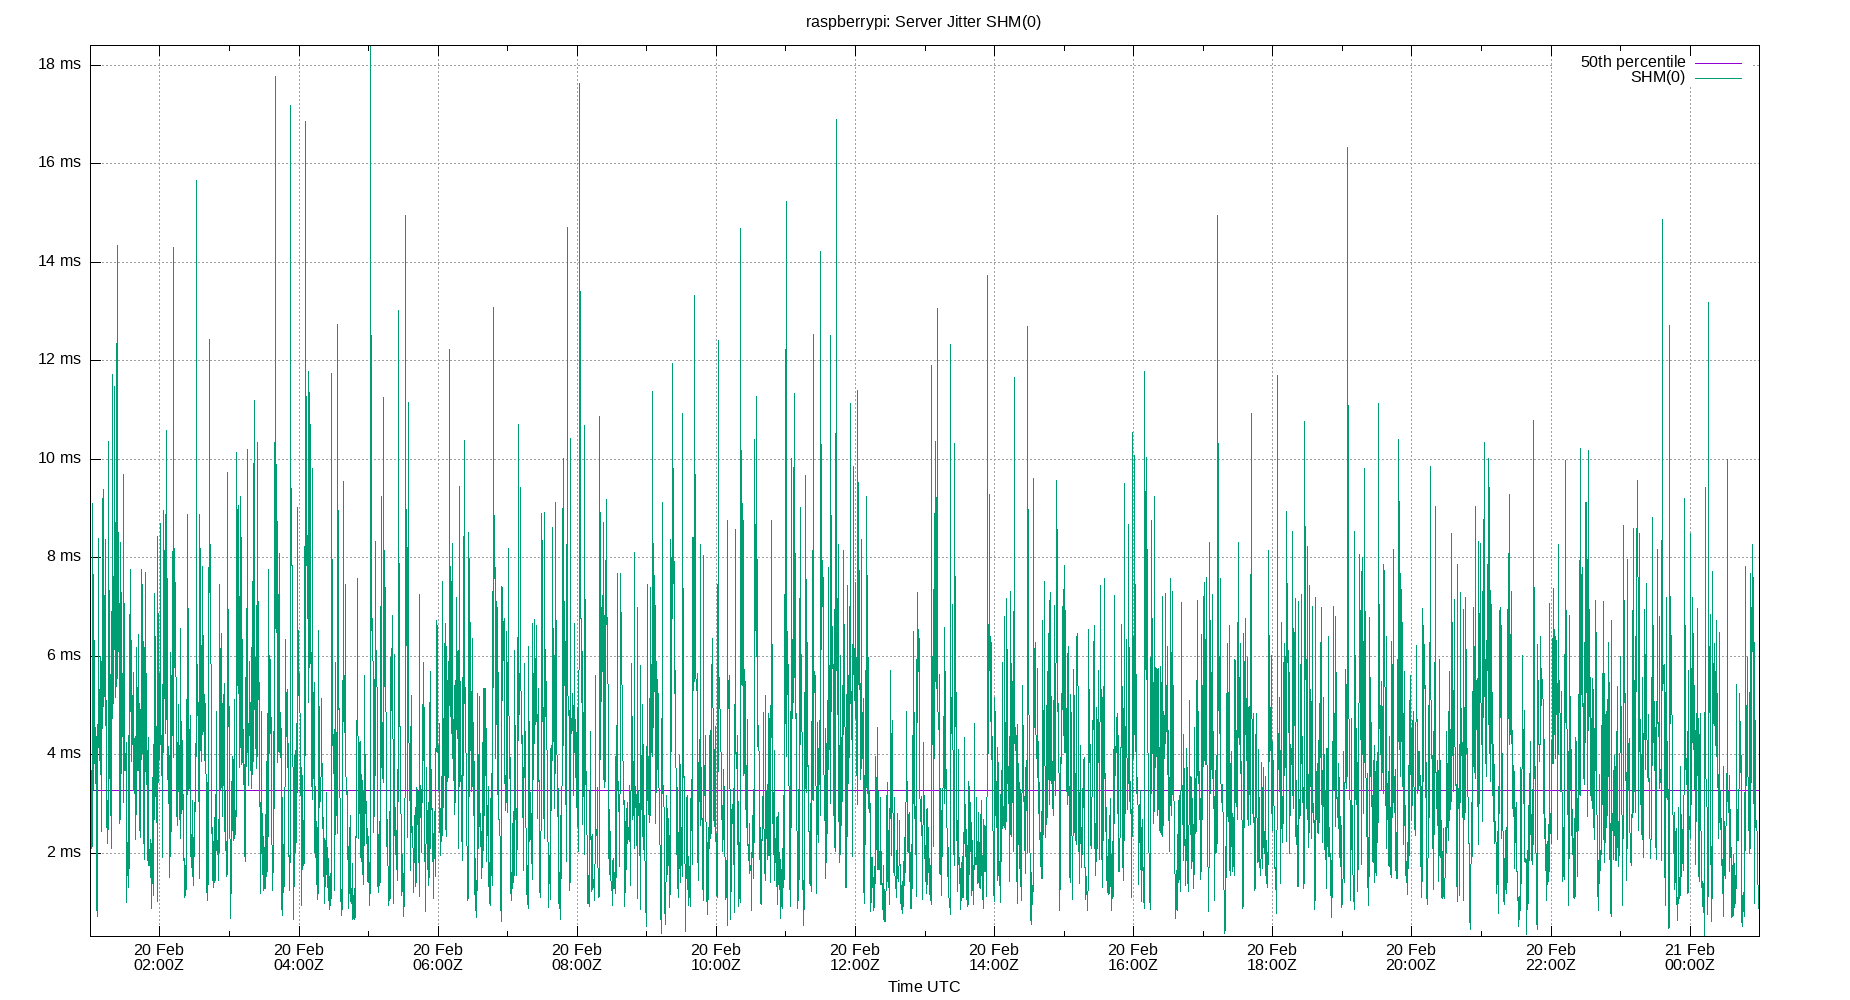 raspberrypi: Server Jitter SHM(0)
50th percentile
SHM(0)
18 ms
16 ms
14 ms
12 ms
10 ms
8 ms
6 ms
4 ms
2 ms
20 Feb 20 Feb 20 Feb 20 Feb 20 Feb 20 Feb 20 Feb 20 Feb 20 Feb 20 Feb 20 Feb 21 Feb
02:00Z 04:00Z 06:00Z 08:00Z 10:00Z 12:00Z 14:00Z 16:00Z 18:00Z 20:00Z 22:00Z 00:00Z
Time UTC